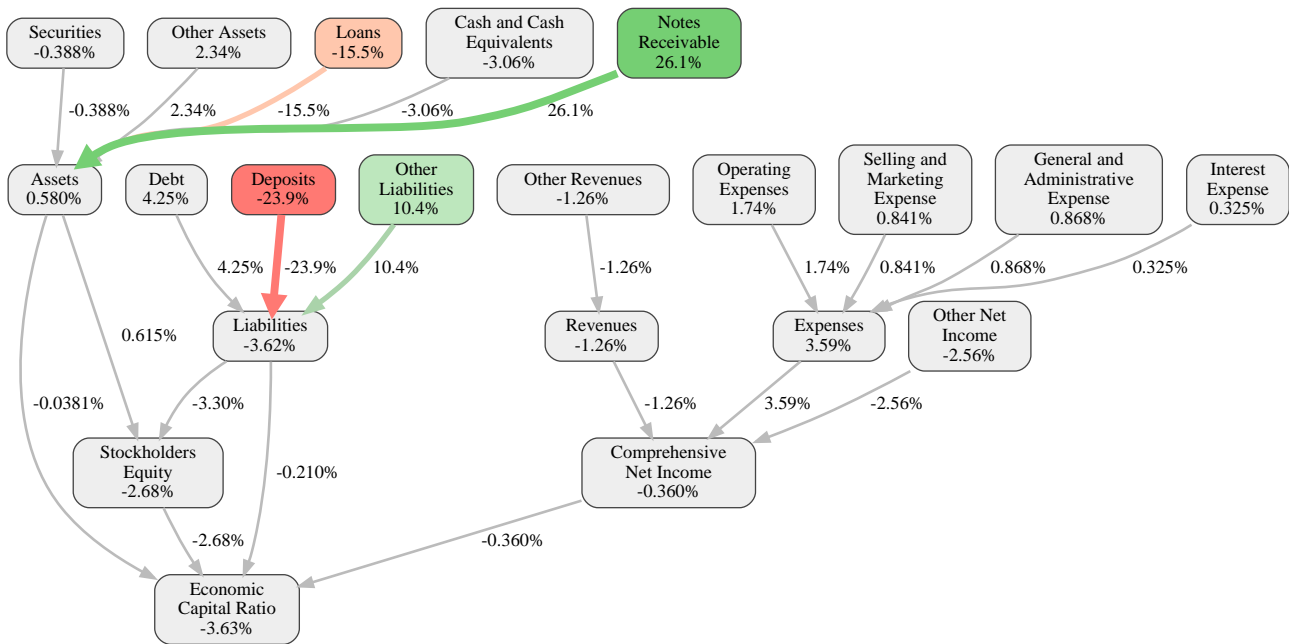 Securities
-0.388%
Other Assets
2.34%
Loans
-15.5%
Cash and Cash
Equivalents
-3.06%
Notes
Receivable
26.1%
-0.388%
2.34%
-15.5%
-3.06%
26.1%
Assets
0.580%
Debt
4.25%
Deposits
-23.9%
Other
Liabilities
10.4%
Other Revenues
-1.26%
Operating
Expenses
1.74%
Selling and
Marketing
Expense
0.841%
General and
Administrative
Expense
0.868%
Interest
Expense
0.325%
4.25%
-23.9%
10.4%
-1.26%
1.74%
0.841%
0.868%
0.325%
0.615%
Liabilities
-3.62%
Revenues
-1.26%
Expenses
3.59%
Other Net
Income
-2.56%
-0.0381%
-3.30%
-1.26%
3.59%
-2.56%
Stockholders
Equity
-2.68%
-0.210%
Comprehensive
Net Income
-0.360%
-2.68%
-0.360%
Economic
Capital Ratio
-3.63%